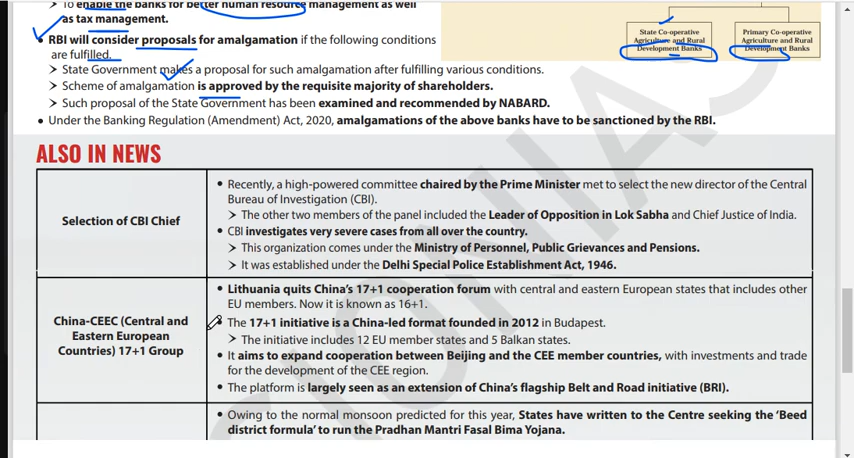 ➤ To enable the banks for better human resource management as well
as tax management.
• RBI will consider proposals for amalgamation if the following conditions
are fulfilled.
➤ State Government makes a proposal for such amalgamation after fulfilling various conditions.
➤ Scheme of amalgamation is approved by the requisite majority of shareholders.
➤ Such proposal of the State Government has been examined and recommended by NABARD.
• Under the Banking Regulation (Amendment) Act, 2020, amalgamations of the above banks have to be sanctioned by the RBI.
State Co-operative
Agriculture and Rural
Development Banks
Primary Co-operative
Agriculture and Rural
Development Banks
ALSO IN NEWS
Selection of CBI Chief
• Recently, a high-powered committee chaired by the Prime Minister met to select the new director of the Central
Bureau of Investigation (CBI).
➤ The other two members of the panel included the Leader of Opposition in Lok Sabha and Chief Justice of India.
• CBI investigates very severe cases from all over the country.
➤ This organization comes under the Ministry of Personnel, Public Grievances and Pensions.
➤ It was established under the Delhi Special Police Establishment Act, 1946.
China-CEEC (Central and
Eastern European
Countries) 17+1 Group
• Lithuania quits China's 17+1 cooperation forum with central and eastern European states that includes other
EU members. Now it is known as 16+1.
• The 17+1 initiative is a China-led format founded in 2012 in Budapest.
➤ The initiative includes 12 EU member states and 5 Balkan states.
• It aims to expand cooperation between Beijing and the CEE member countries, with investments and trade
for the development of the CEE region.
• The platform is largely seen as an extension of China's flagship Belt and Road initiative (BRI).
• Owing to the normal monsoon predicted for this year, States have written to the Centre seeking the 'Beed
district formula' to run the Pradhan Mantri Fasal Bima Yojana.